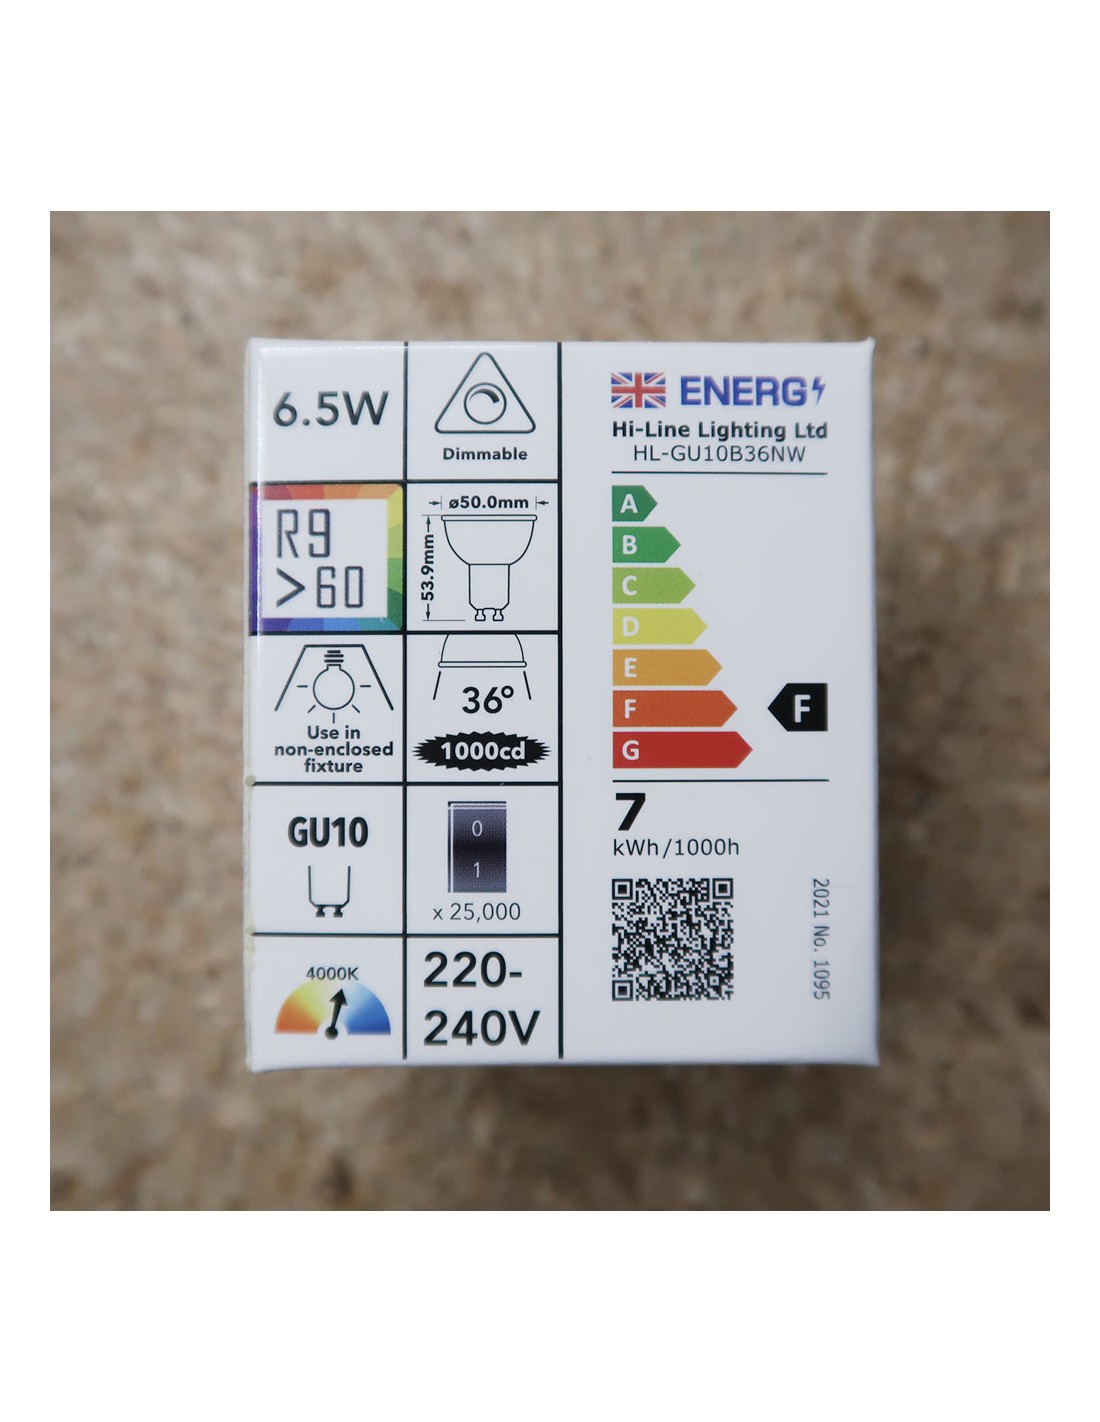 6.5W
Dimmable
R9
>60
ø50.0mm
53.9mm
Use in
non-enclosed
fixture
36°
1000cd
GU10
0
1
x 25,000
4000K
220-
240V
ENERG
Hi-Line Lighting Ltd
HL-GU10B36NW
A
B
C
D
E
F
G
F
7
kWh/1000h
2021 No. 1095